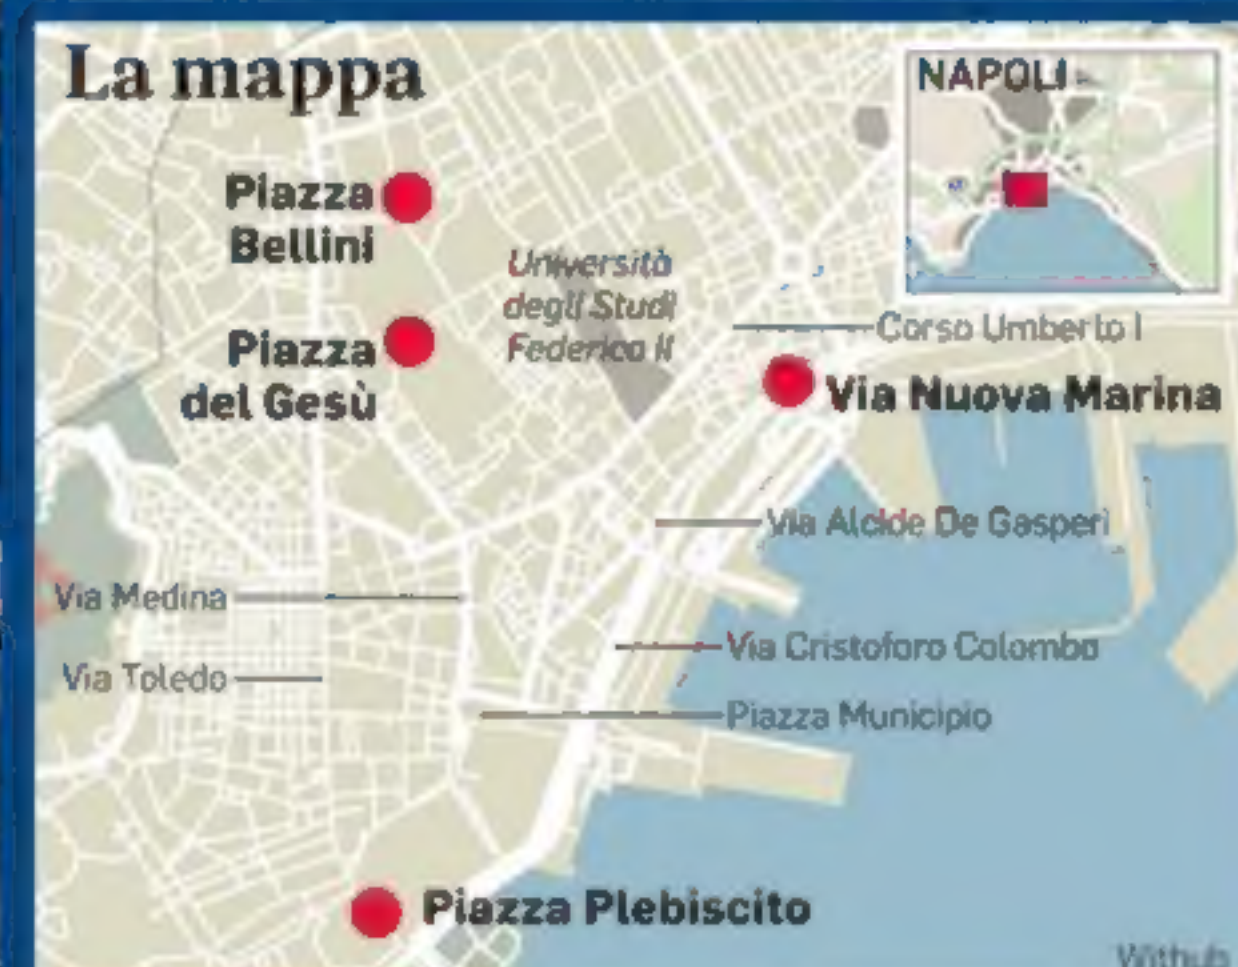 La mappa
NAPOLI
Piazza
Bellini
Università
degli Studi
Federico II
Corso Umberto I
Piazza
del Gesù
Via Nuova Marina
Via Alcide De Gasperi
Via Medina
Via Cristoforo Colombo
Via Toledo
Piazza Municipio
Piazza Plebiscito
Withub